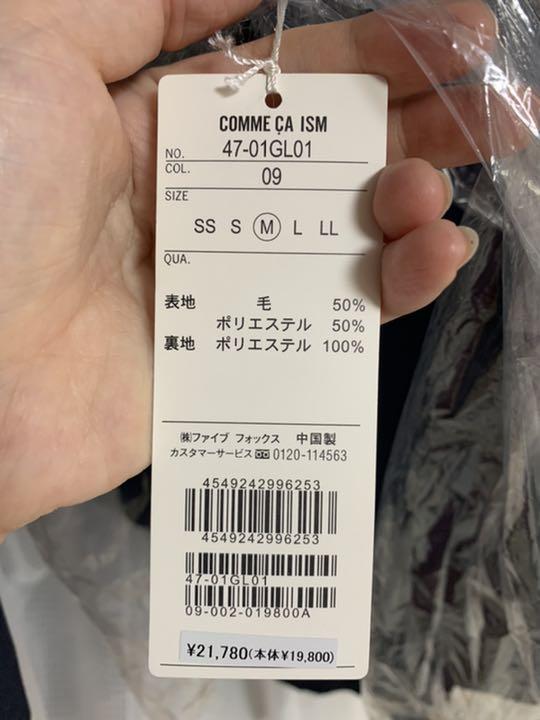 COMME ÇA ISM
NO. 47-01GL01
COL. 09
SIZE
SS S M L LL
QUA.
表地 毛 50%
ポリエステル 50%
裏地 ポリエステル 100%
㈱ファイブ フォックス 中国製
カスタマーサービス 0120-114563
4549242996253
4549242996253
47-01GL01
09-002-019800A
¥21,780(本体¥19,800)